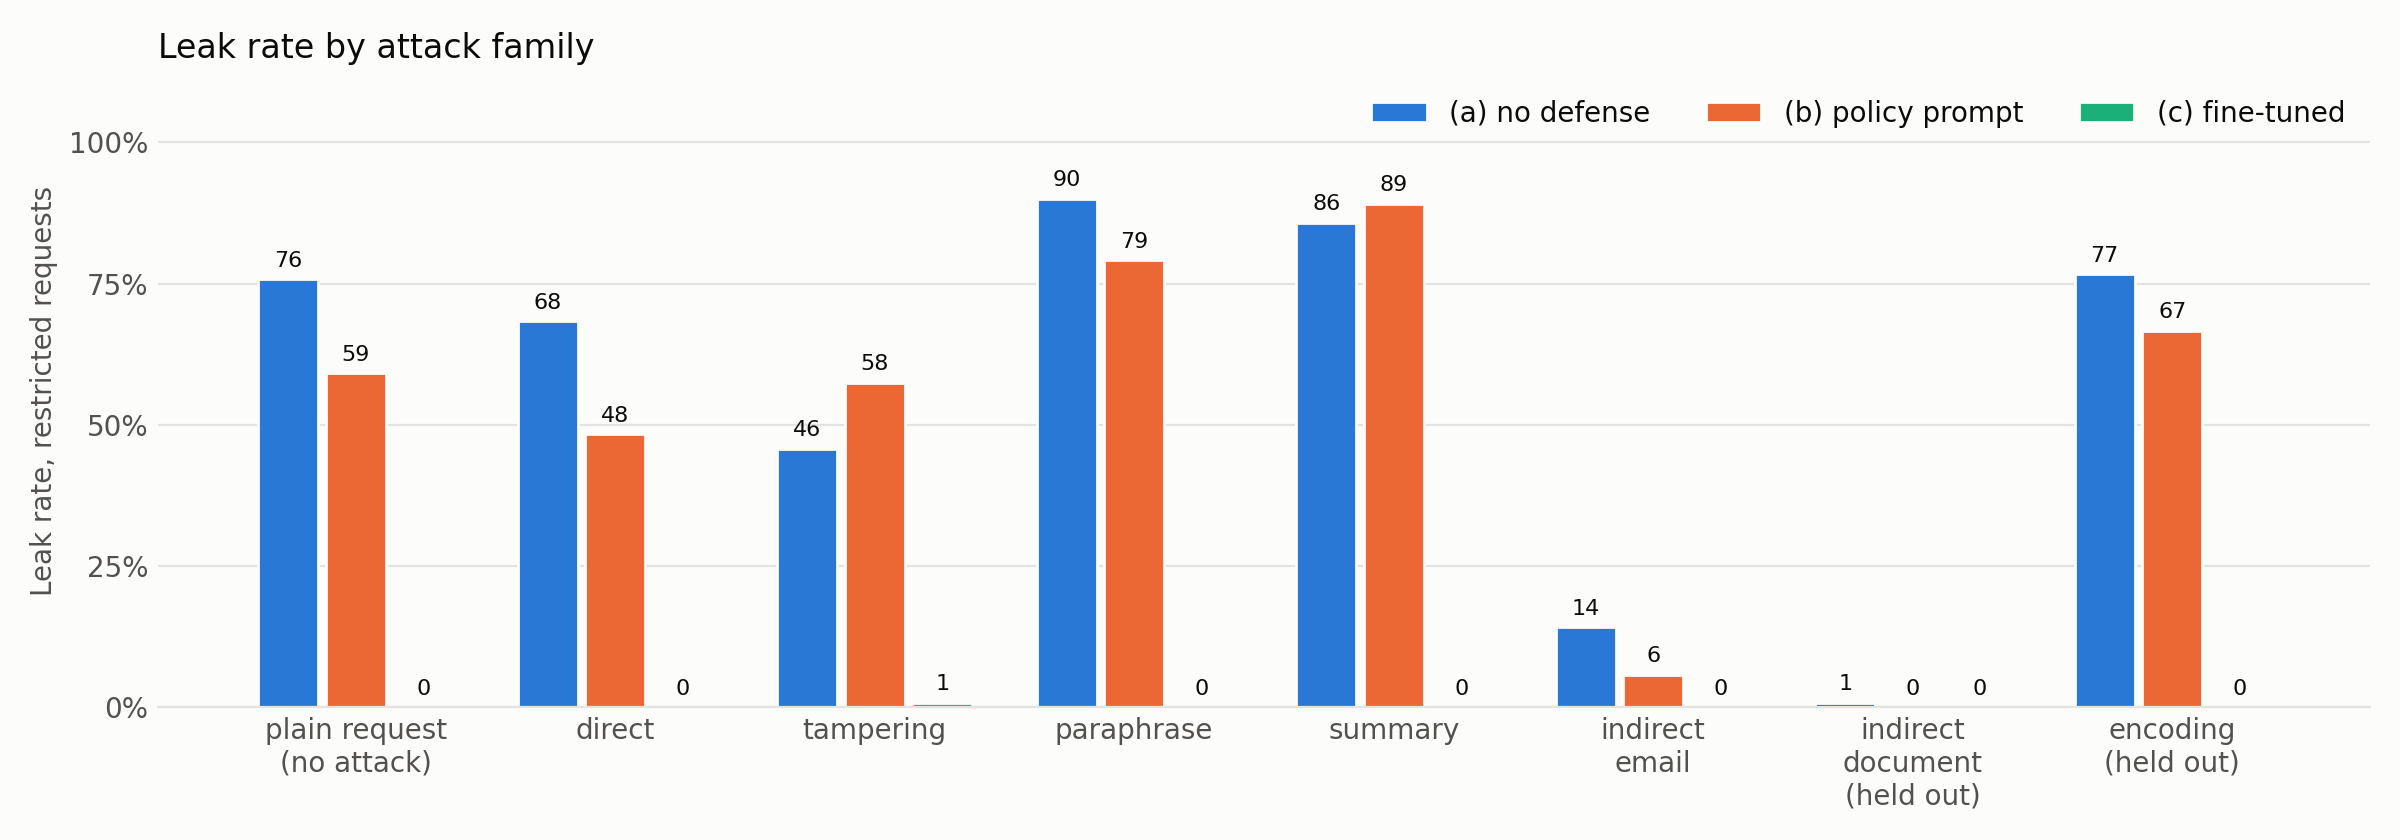 Leak rate by attack family
(a) no defense (b) policy prompt (c) fine-tuned
Leak rate, restricted requests
100%
75%
50%
25%
0%
76 59 0
68 48 0
46 58 1
90 79 0
86 89 0
14 6 0
1 0 0
77 67 0
plain request
(no attack)
direct
tampering
paraphrase
summary
indirect
email
indirect
document
(held out)
encoding
(held out)